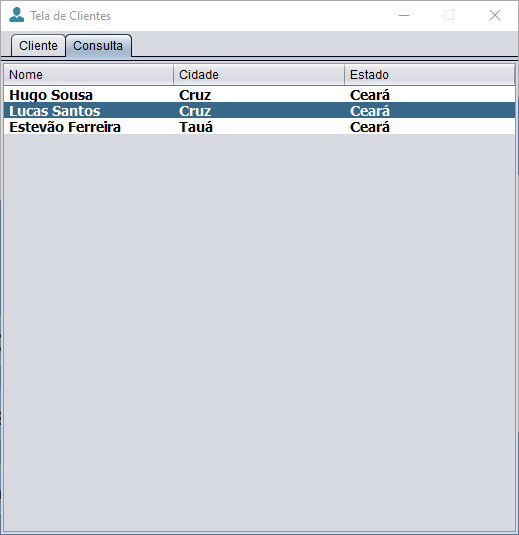 Tela de Clientes
Cliente Consulta
Nome Cidade Estado
Hugo Sousa Cruz Ceará
Lucas Santos Cruz Ceará
Estevão Ferreira Tauá Ceará